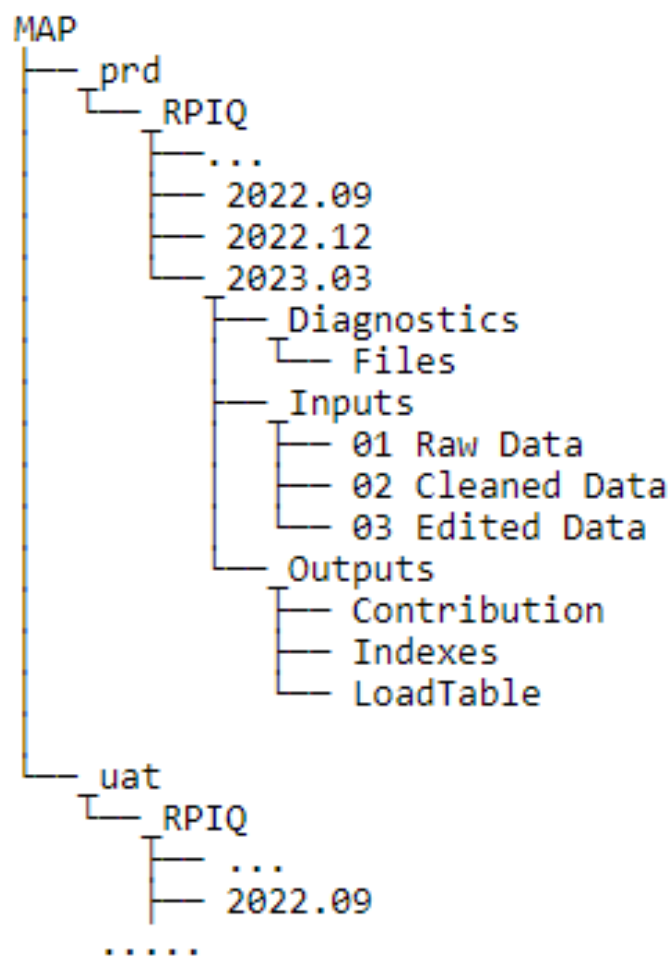 MAP
_prd
_RPIQ
...
2022.09
2022.12
2023.03
_Diagnostics
Files
_Inputs
01 Raw Data
02 Cleaned Data
03 Edited Data
_Outputs
Contribution
Indexes
LoadTable
_uat
_RPIQ
...
2022.09
.....